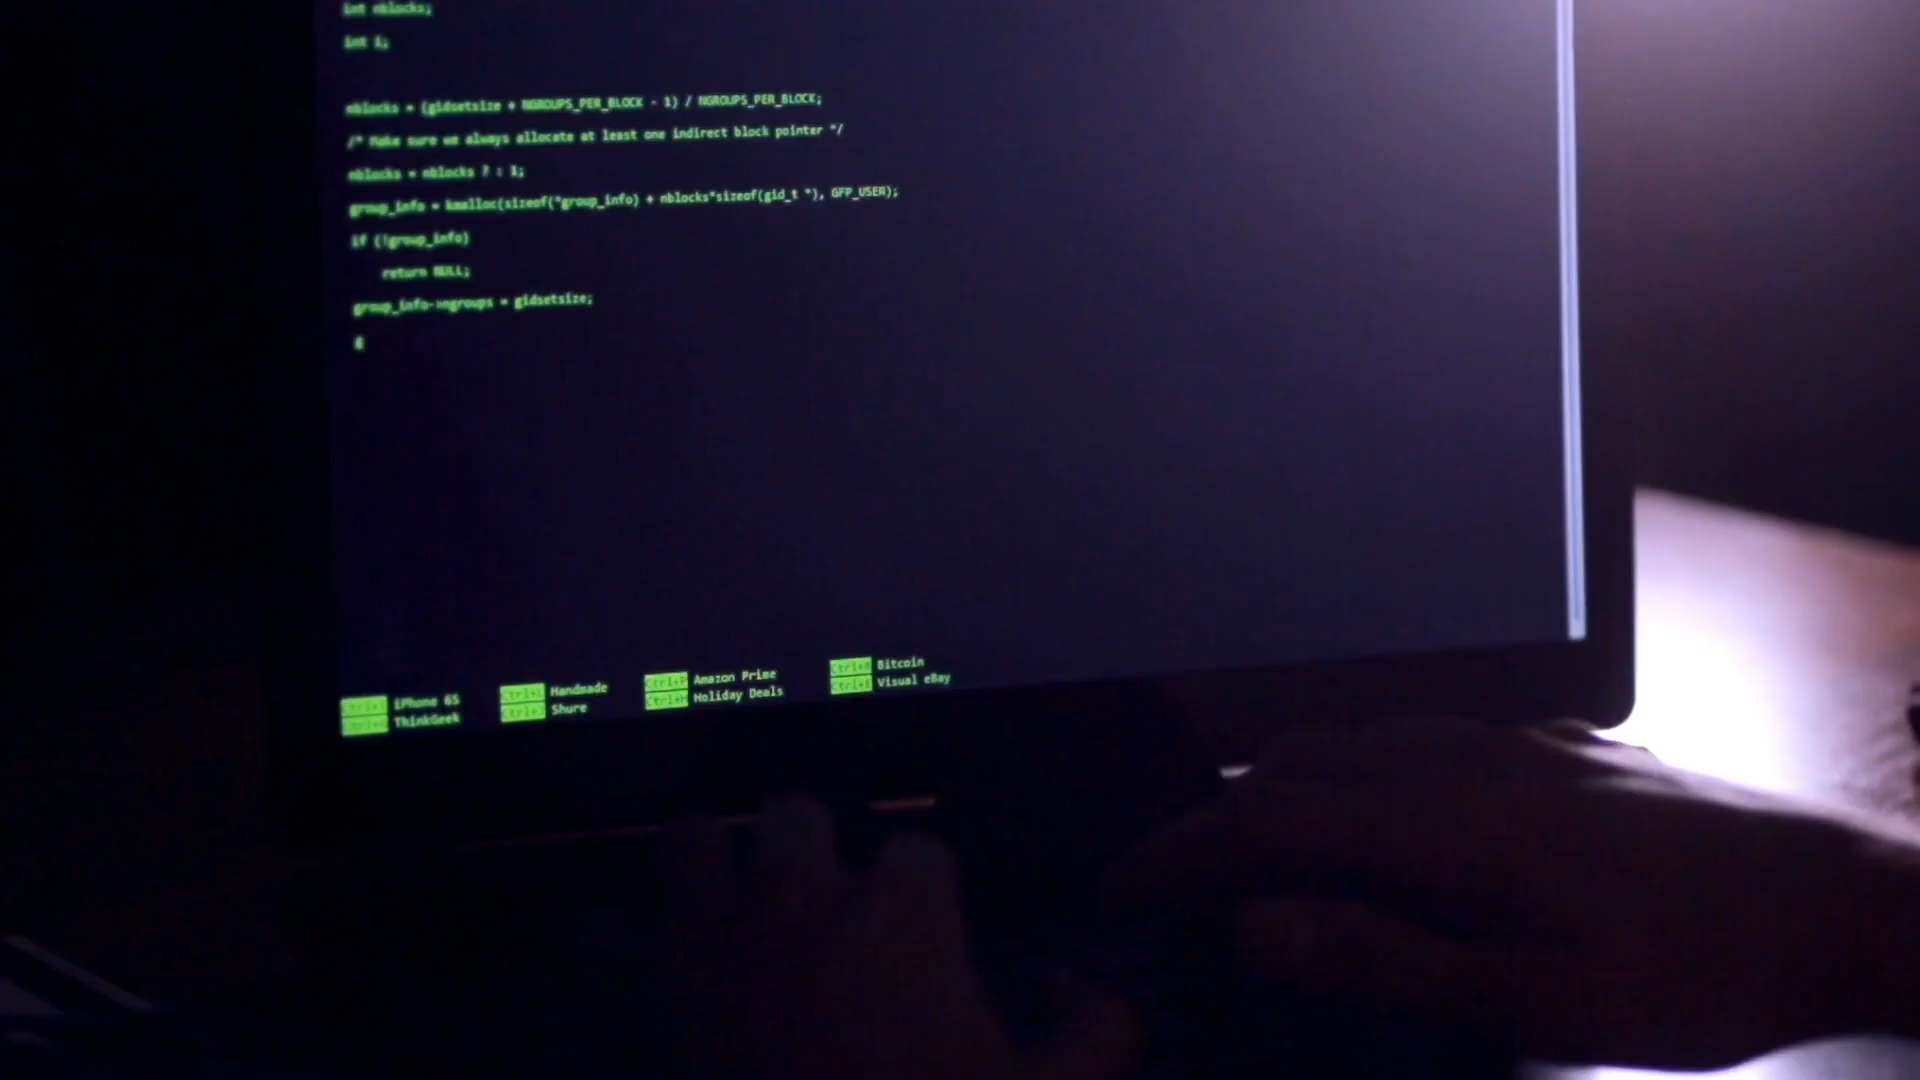 int nblocks;
int i;
nblocks = (gidsetsize + NGROUPS_PER_BLOCK - 1) / NGROUPS_PER_BLOCK;
/* Make sure we always allocate at least one indirect block pointer */
nblocks = nblocks ? : 1;
group_info = kmalloc(sizeof(*group_info) + nblocks*sizeof(gid_t *), GFP_USER);
if (!group_info)
return NULL;
group_info->ngroups = gidsetsize;
g
iPhone 6S Handmade Amazon Prime Bitcoin
ThinkGeek Shure Holiday Deals Visual eBay